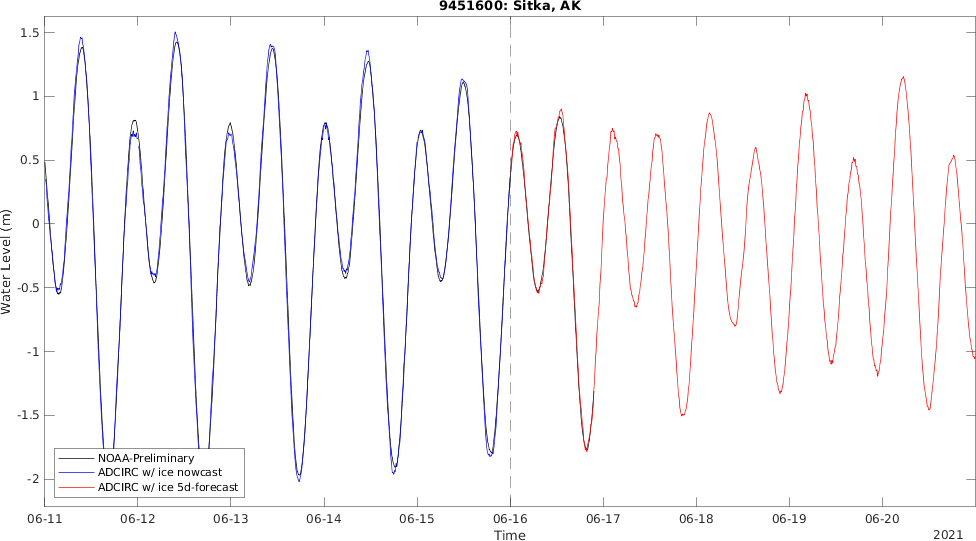 9451600: Sitka, AK
1.5
1
0.5
0
-0.5
-1
-1.5
-2
Water Level (m)
NOAA-Preliminary
ADCIRC w/ ice nowcast
ADCIRC w/ ice 5d-forecast
06-11 06-12 06-13 06-14 06-15 06-16 06-17 06-18 06-19 06-20
Time
2021